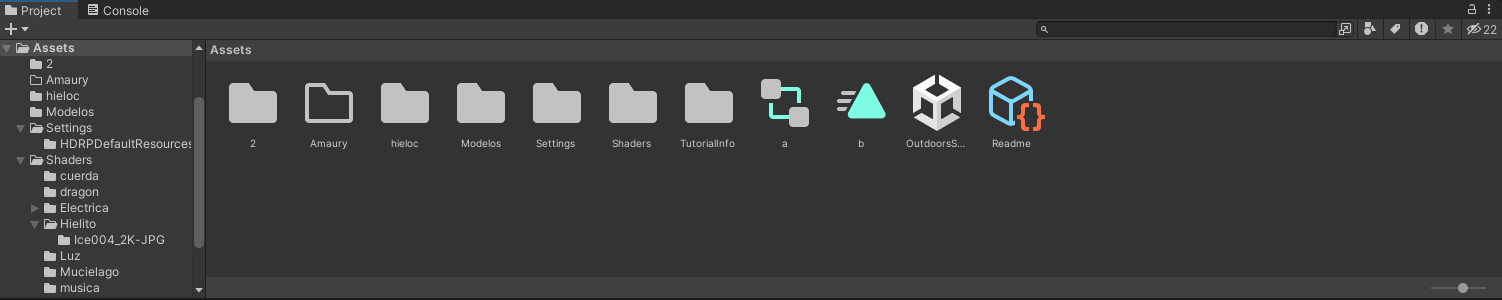 Project Console
22
Assets
2
Amaury
hieloc
Modelos
Settings
HDRPDefaultResources
Shaders
cuerda
dragon
Electrica
Hielito
Ice004_2K-JPG
Luz
Mucielago
musica
Assets
2 Amaury hieloc Modelos Settings Shaders TutorialInfo a b OutdoorsS... Readme